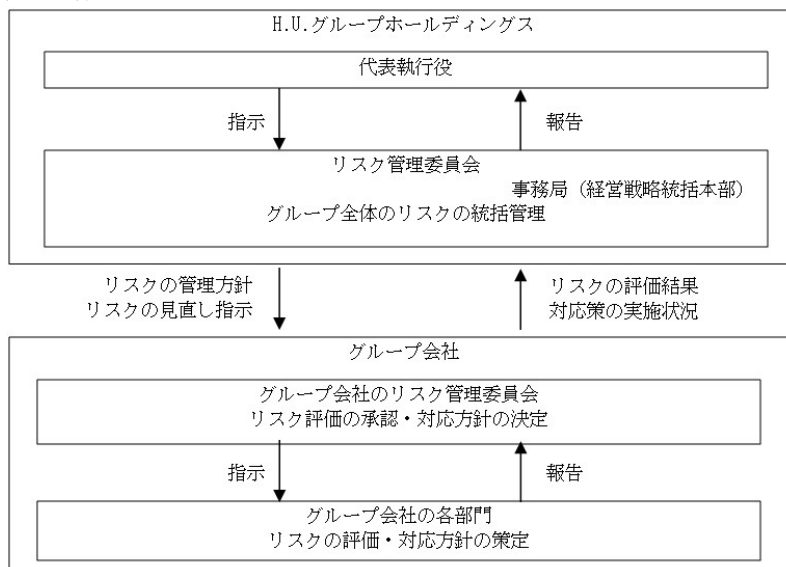 H.U.グループホールディングス
代表執行役
指示
報告
リスク管理委員会
事務局（経営戦略統括本部）
グループ全体のリスクの統括管理
リスクの管理方針
リスクの見直し指示
リスクの評価結果
対応策の実施状況
グループ会社
グループ会社のリスク管理委員会
リスク評価の承認・対応方針の決定
指示
報告
グループ会社の各部門
リスクの評価・対応方針の策定